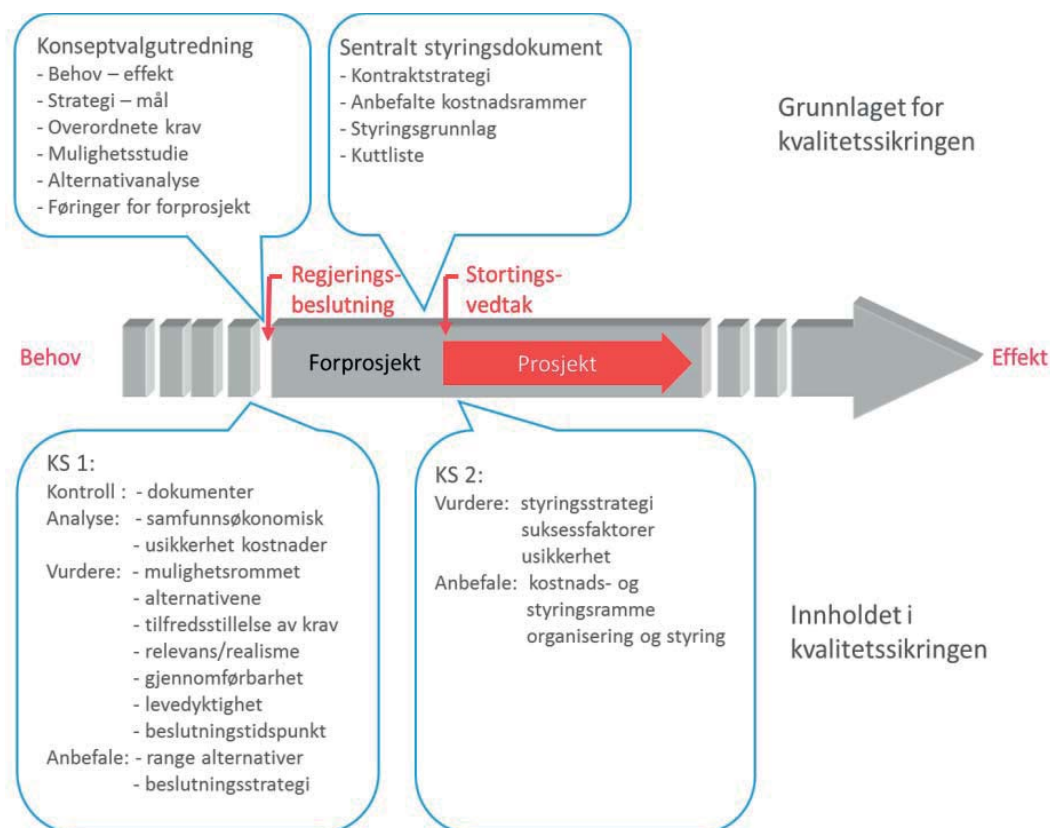 Konseptvalgutredning
- Behov – effekt
- Strategi – mål
- Overordnete krav
- Mulighetsstudie
- Alternativanalyse
- Føringer for forprosjekt
Sentralt styringsdokument
- Kontraktstrategi
- Anbefalte kostnadsrammer
- Styringsgrunnlag
- Kuttliste
Grunnlaget for
kvalitetssikringen
Regjerings-
beslutning
Stortings-
vedtak
Behov
Forprosjekt
Prosjekt
Effekt
KS 1:
Kontroll : - dokumenter
Analyse: - samfunnsøkonomisk
- usikkerhet kostnader
Vurdere: - mulighetsrommet
- alternativene
- tilfredsstillelse av krav
- relevans/realisme
- gjennomførbarhet
- levedyktighet
- beslutningstidspunkt
Anbefale: - range alternativer
- beslutningsstrategi
KS 2:
Vurdere: styringsstrategi
suksessfaktorer
usikkerhet
Anbefale: kostnads- og
styringsramme
organisering og styring
Innholdet i
kvalitetssikringen